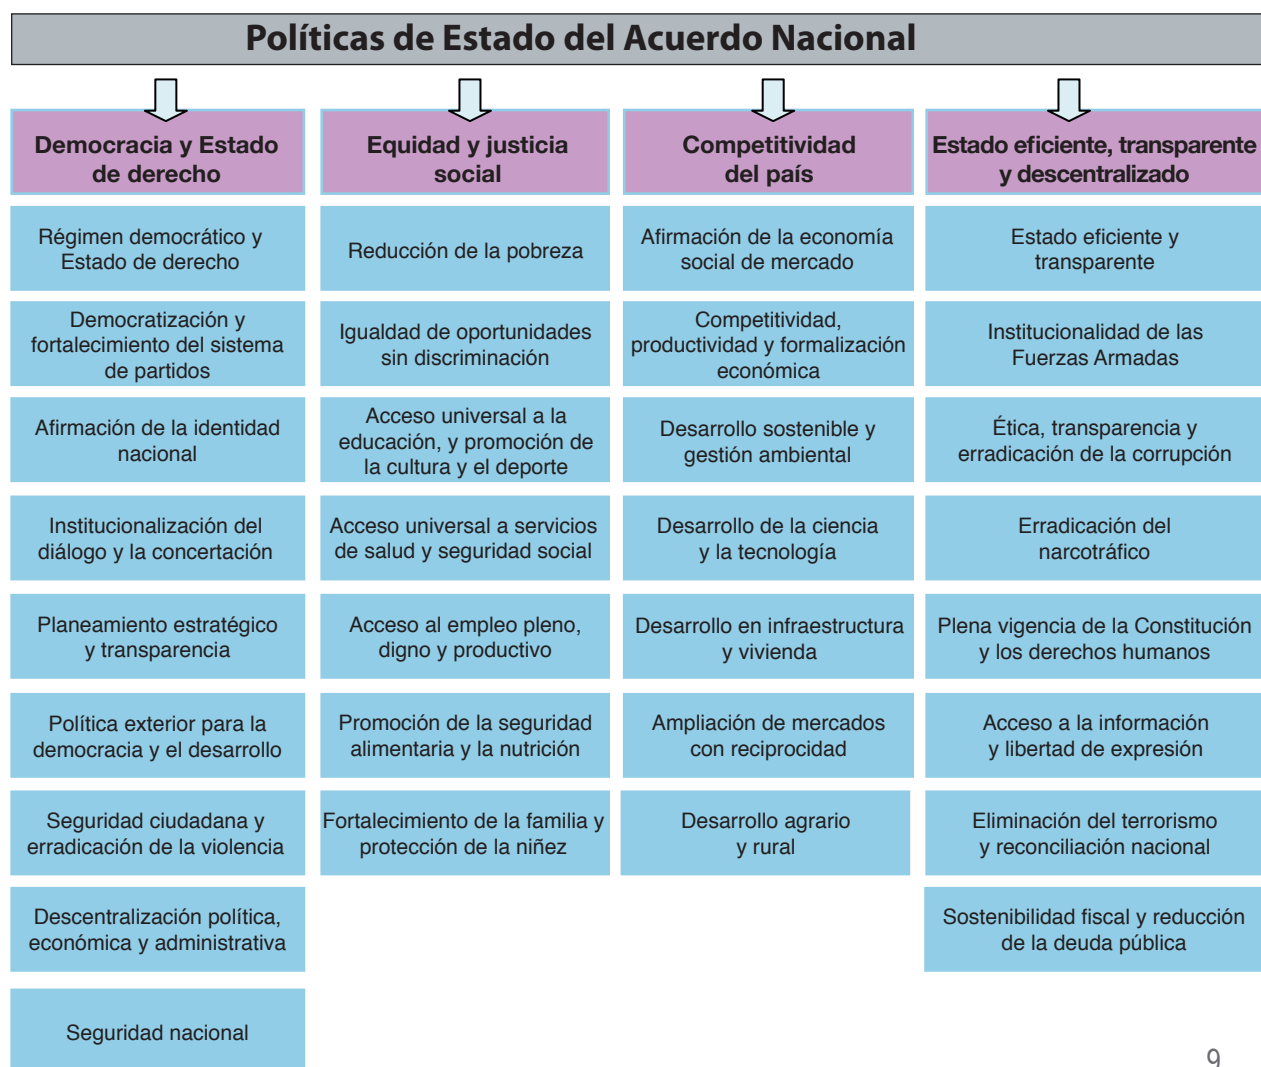 Políticas de Estado del Acuerdo Nacional
Democracia y Estado
de derecho
Régimen democrático y
Estado de derecho
Democratización y
fortalecimiento del sistema
de partidos
Afirmación de la identidad
nacional
Institucionalización del
diálogo y la concertación
Planeamiento estratégico
y transparencia
Política exterior para la
democracia y el desarrollo
Seguridad ciudadana y
erradicación de la violencia
Descentralización política,
económica y administrativa
Seguridad nacional
Equidad y justicia
social
Reducción de la pobreza
Igualdad de oportunidades
sin discriminación
Acceso universal a la
educación, y promoción de
la cultura y el deporte
Acceso universal a servicios
de salud y seguridad social
Acceso al empleo pleno,
digno y productivo
Promoción de la seguridad
alimentaria y la nutrición
Fortalecimiento de la familia y
protección de la niñez
Competitividad
del país
Afirmación de la economía
social de mercado
Competitividad,
productividad y formalización
económica
Desarrollo sostenible y
gestión ambiental
Desarrollo de la ciencia
y la tecnología
Desarrollo en infraestructura
y vivienda
Ampliación de mercados
con reciprocidad
Desarrollo agrario
y rural
Estado eficiente, transparente
y descentralizado
Estado eficiente y
transparente
Institucionalidad de las
Fuerzas Armadas
Ética, transparencia y
erradicación de la corrupción
Erradicación del
narcotráfico
Plena vigencia de la Constitución
y los derechos humanos
Acceso a la información
y libertad de expresión
Eliminación del terrorismo
y reconciliación nacional
Sostenibilidad fiscal y reducción
de la deuda pública
9